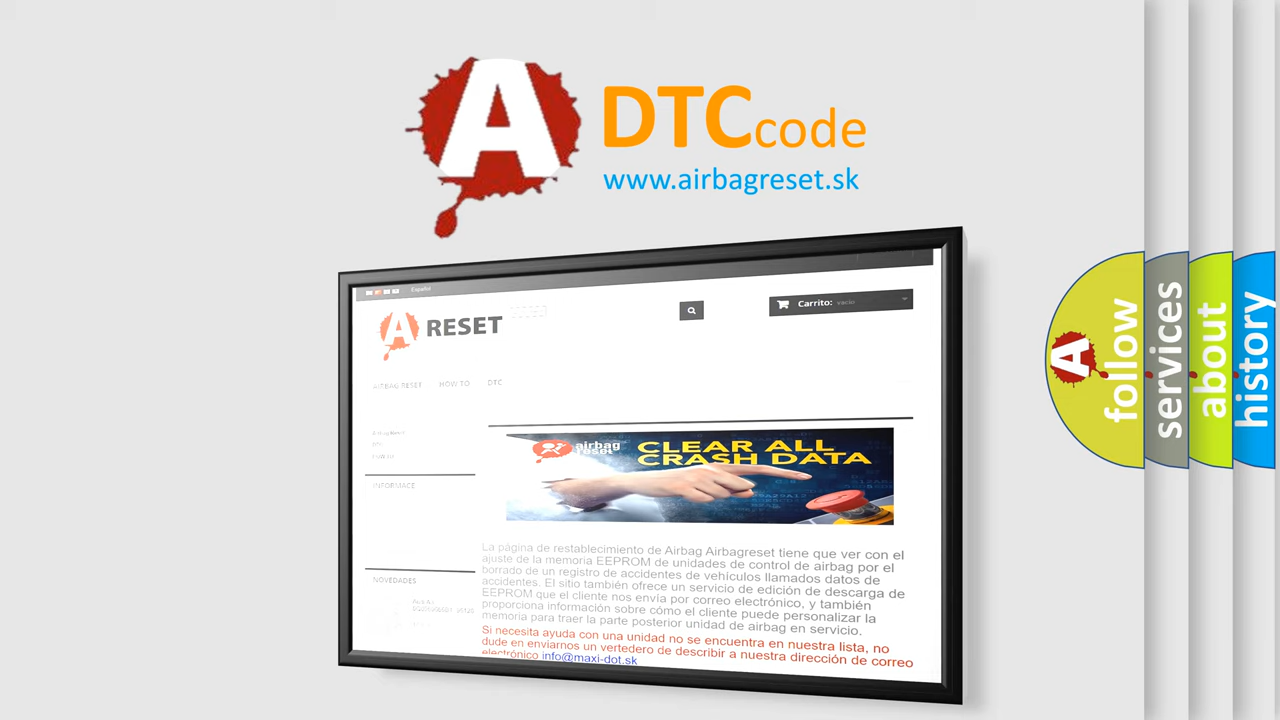 A
DTC code
www.airbagreset.sk
Español
A RESET
Carrito: vacío
AIRBAG RESET HOW TO DTC
INFORMACE
airbag
reset
CLEAR ALL
CRASH DATA
La página de restablecimiento de Airbag Airbagreset tiene que ver con el
ajuste de la memoria EEPROM de unidades de control de airbag por el
borrado de un registro de accidentes de vehículos llamados datos de
accidentes. El sitio también ofrece un servicio de edición de descarga de
EEPROM que el cliente nos envía por correo electrónico, y también
proporciona información sobre cómo el cliente puede personalizar la
memoria para traer la parte posterior unidad de airbag en servicio.
Si necesita ayuda con una unidad no se encuentra en nuestra lista, no
dude en enviarnos un vertedero de describir a nuestra dirección de correo
electrónico info@maxi-dot.sk
NOVEDADES
A
follow
services
about
history